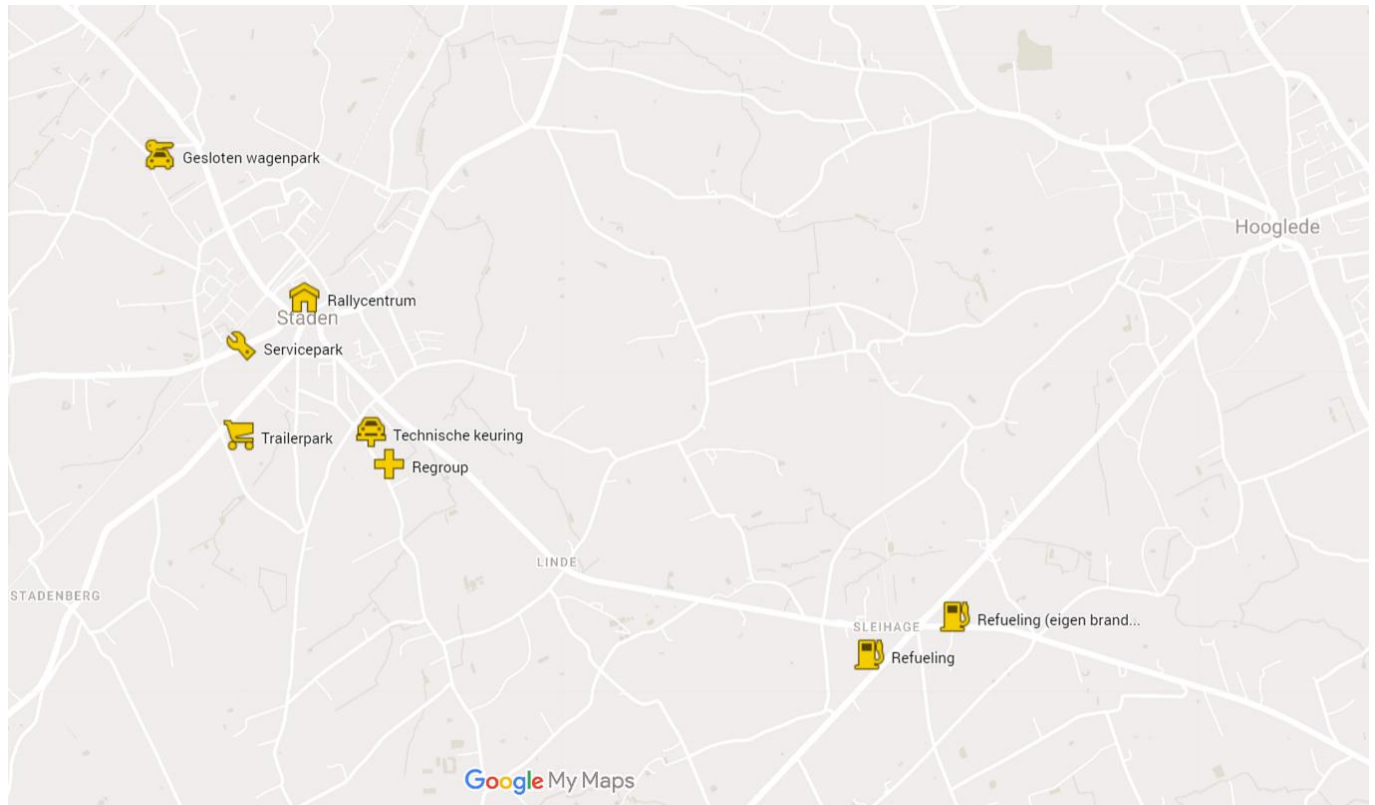 Gesloten wagenpark
Hooglede
Rallycentrum
Staden
Servicepark
Trailerpark
Technische keuring
Regroup
LINDE
STADENBERG
SLEIHAGE
Refueling (eigen brand...
Refueling
Google My Maps